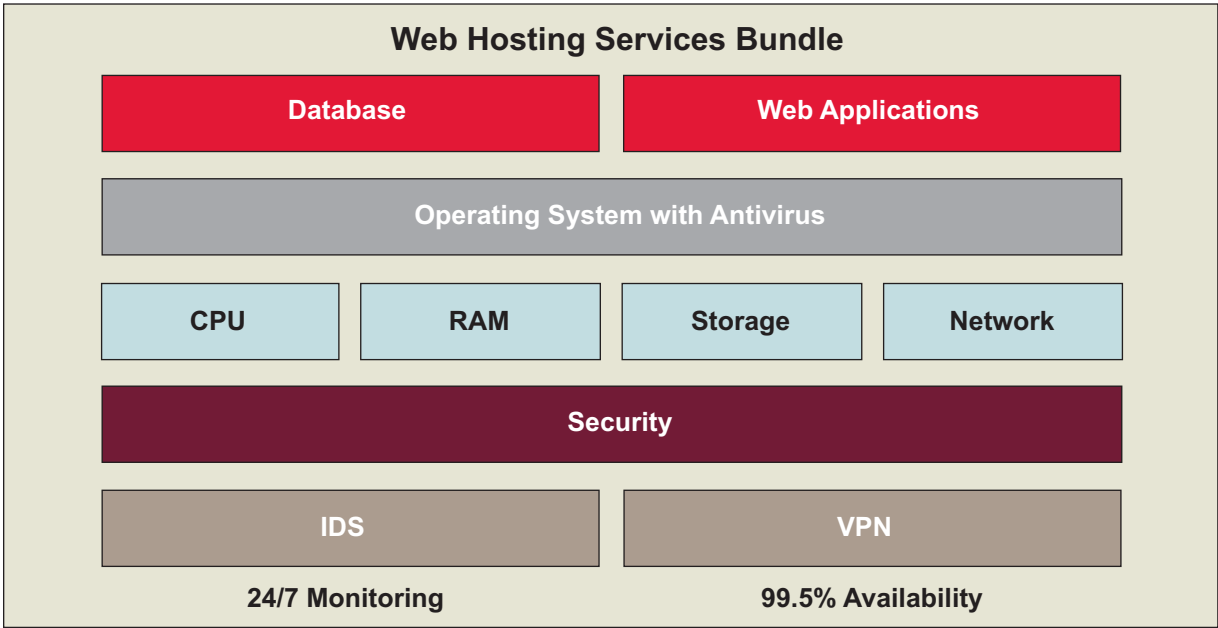 Web Hosting Services Bundle
Database
Web Applications
Operating System with Antivirus
CPU
RAM
Storage
Network
Security
IDS
VPN
24/7 Monitoring
99.5% Availability